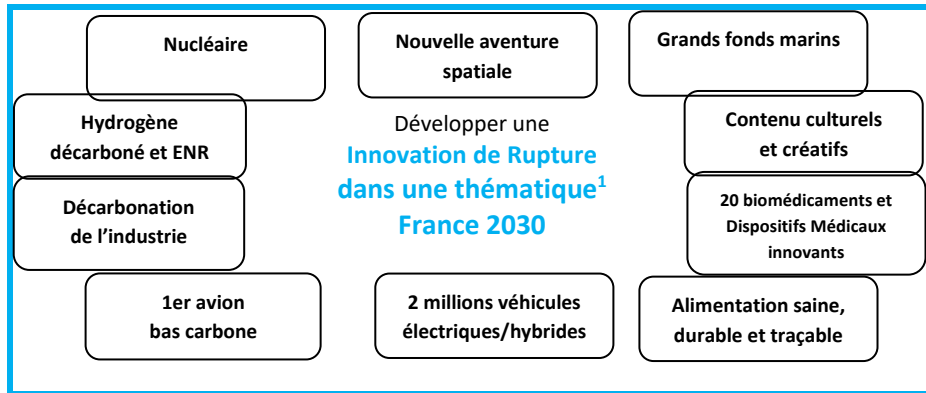 Nucléaire
Nouvelle aventure
spatiale
Grands fonds marins
Hydrogène
décarboné et ENR
Développer une
Innovation de Rupture
dans une thématique¹
France 2030
Contenu culturels
et créatifs
Décarbonation
de l'industrie
20 biomédicaments et
Dispositifs Médicaux
innovants
1er avion
bas carbone
2 millions véhicules
électriques/hybrides
Alimentation saine,
durable et traçable